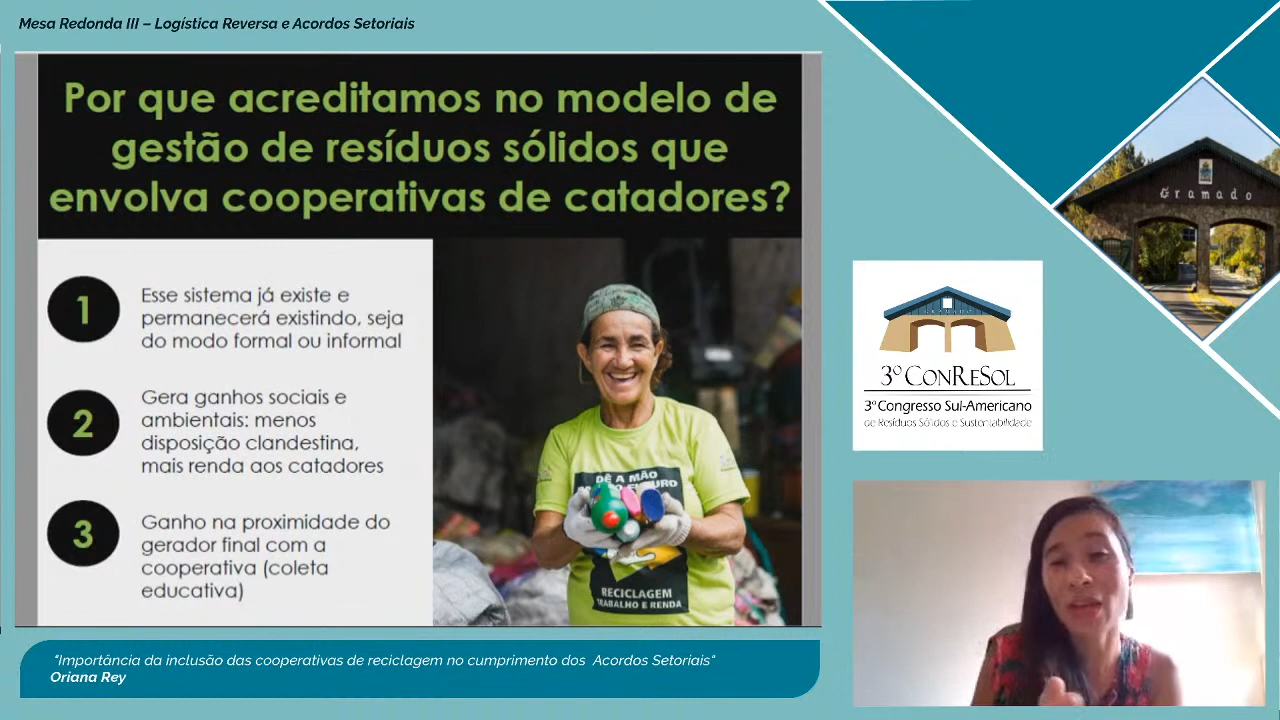 Mesa Redonda III – Logística Reversa e Acordos Setoriais
Por que acreditamos no modelo de
gestão de resíduos sólidos que
envolva cooperativas de catadores?
1
Esse sistema já existe e
permanecerá existindo, seja
do modo formal ou informal
2
Gera ganhos sociais e
ambientais: menos
disposição clandestina,
mais renda aos catadores
3
Ganho na proximidade do
gerador final com a
cooperativa (coleta
educativa)
DÊ A MÃO
RECICLAGEM
TRABALHO E RENDA
Gramado
GRAMADO
3º CONRESOL
3º Congresso Sul-Americano
de Resíduos Sólidos e Sustentabilidade
"Importância da inclusão das cooperativas de reciclagem no cumprimento dos Acordos Setoriais"
Oriana Rey